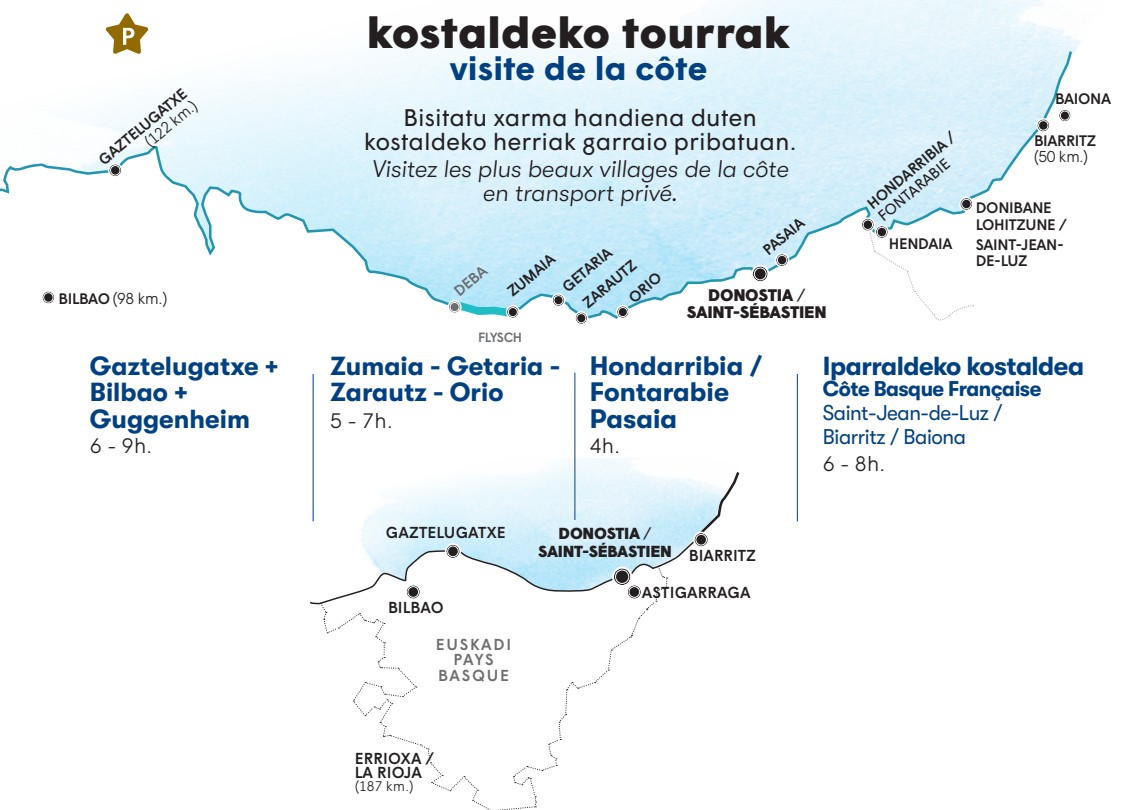 P
kostaldeko tourrak
visite de la côte
Bisitatu xarma handiena duten
kostaldeko herriak garraio pribatuan.
Visitez les plus beaux villages de la côte
en transport privé.
GAZTELUGATXE
(122 km.)
BILBAO (98 km.)
DEBA
FLYSCH
ZUMAIA
GETARIA
ZARAUTZ
ORIO
DONOSTIA /
SAINT-SÉBASTIEN
PASAIA
HONDARRIBIA /
FONTARABIE
HENDAIA
DONIBANE
LOHITZUNE /
SAINT-JEAN-
DE-LUZ
BAIONA
BIARRITZ
(50 km.)
Gaztelugatxe +
Bilbao +
Guggenheim
6 - 9h.
Zumaia - Getaria -
Zarautz - Orio
5 - 7h.
Hondarribia /
Fontarabie
Pasaia
4h.
Iparraldeko kostaldea
Côte Basque Française
Saint-Jean-de-Luz /
Biarritz / Baiona
6 - 8h.
GAZTELUGATXE
DONOSTIA /
SAINT-SÉBASTIEN
BIARRITZ
ASTIGARRAGA
BILBAO
EUSKADI
PAYS
BASQUE
ERRIOXA /
LA RIOJA
(187 km.)